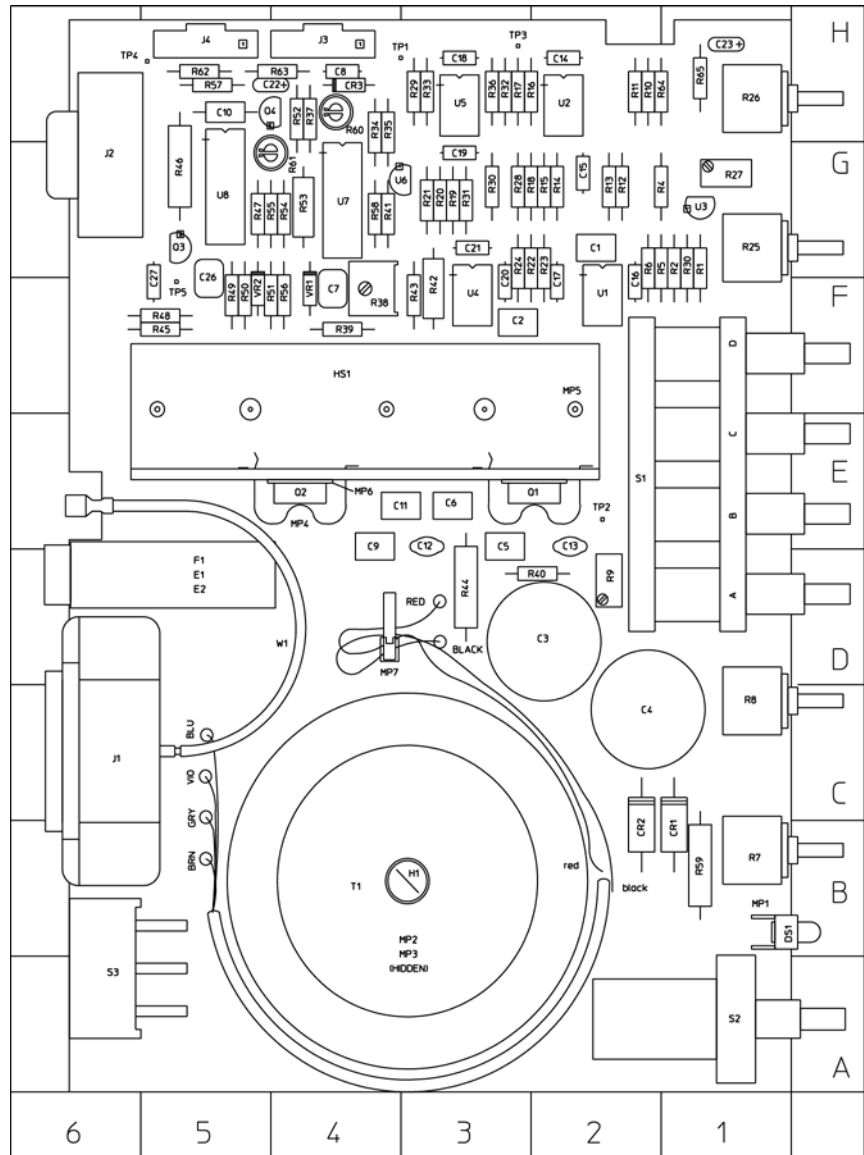 H
C23 +
J4
1
J3
1
TP4
TP1
TP3
C18
C14
R62
R63
C8
R57
C22+
CR3
R65
R26
R29
R33
U5
R36
R32
R17
R16
U2
R11
R10
R64
C10
Q4
R52
R37
R60
R34
R35
J2
R46
R61
C19
G
U8
U7
U6
R21
R20
R19
R31
R30
R28
R18
R15
R14
C15
R13
R12
R4
R27
U3
R47
R55
R54
R53
R58
R41
Q3
C21
C1
R25
C27
TP5
C26
R49
R50
VR2
R51
R56
VR1
C7
R38
R43
R42
U4
C20
R24
R22
R23
C17
U1
C16
R6
R5
R2
R30
R1
F
R48
R45
R39
C2
D
HS1
MP5
C
S1
E
Q2
MP6
Q1
MP4
C11
C6
TP2
B
C9
C12
C5
C13
F1
E1
E2
R44
R40
R9
A
RED
C3
W1
BLACK
D
MP7
R8
C4
BLU
J1
VIO
C
GRY
CR2
CR1
R59
R7
BRN
T1
H1
red
black
B
MP1
DS1
MP2
MP3
(HIDDEN)
S3
S2
A
6
5
4
3
2
1